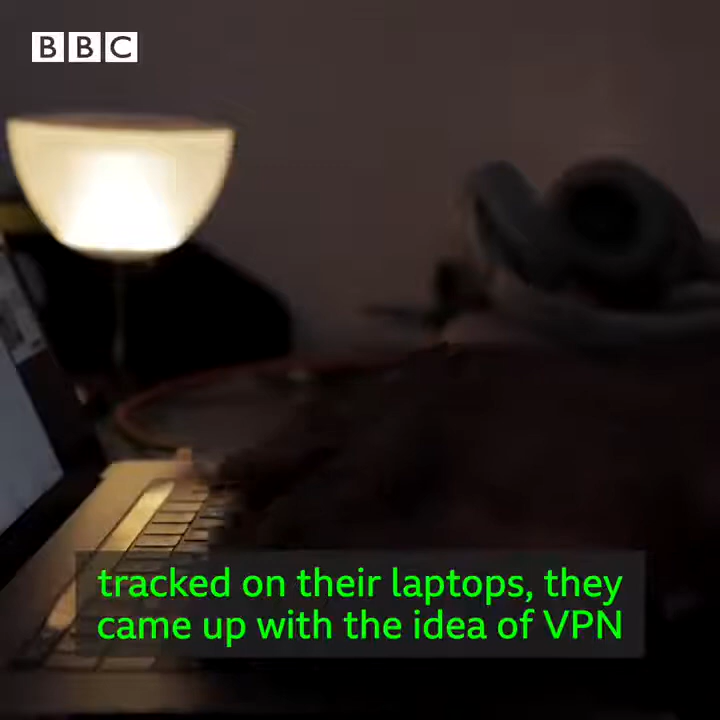 BBC
tracked on their laptops, they
came up with the idea of VPN